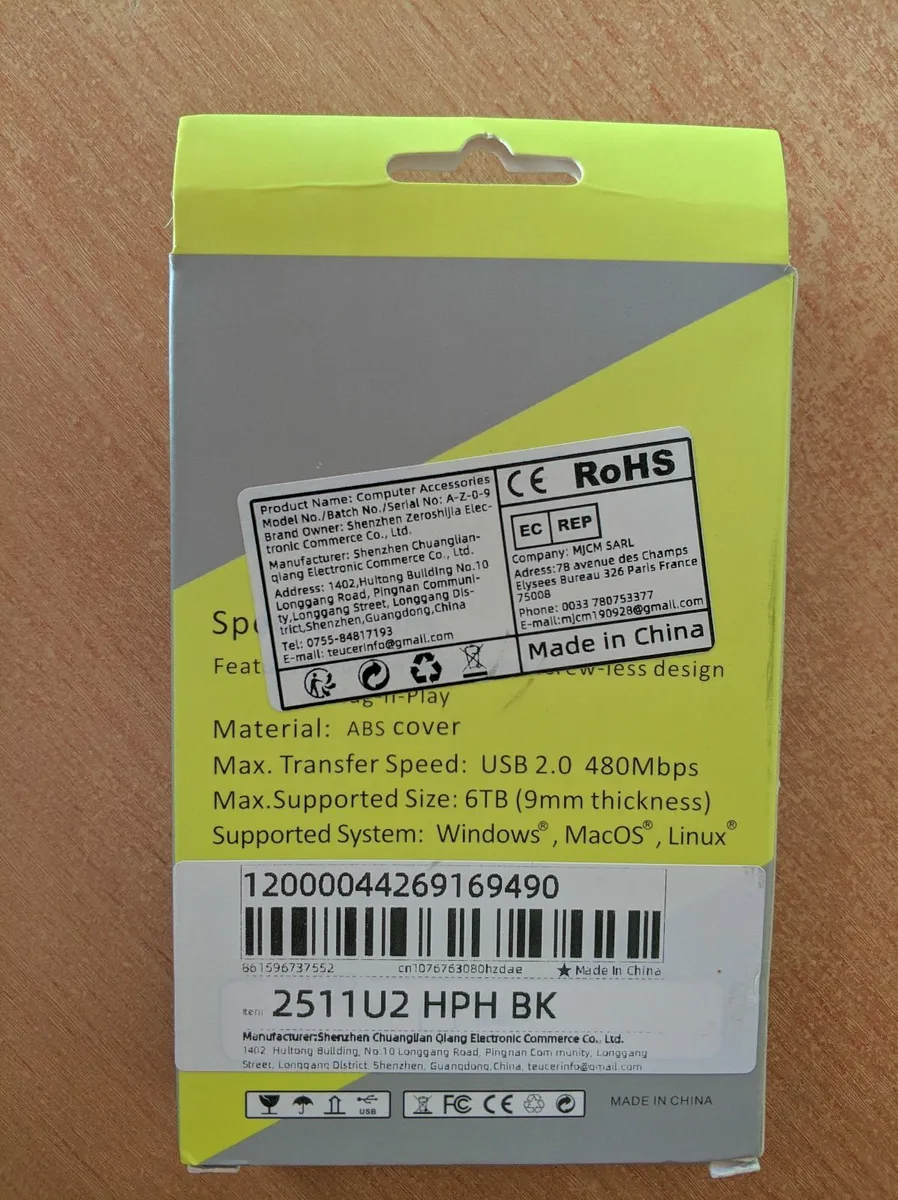 Product Name: Computer Accessories
Model No./Batch No./Serial No: A-Z-0-9
Brand Owner: Shenzhen Zeroshijia Elec-
tronic Commerce Co., Ltd.
Manufacturer: Shenzhen Chuanglian-
qiang Electronic Commerce Co., Ltd.
Address: 1402,Huitong Building No.10
Longgang Road, Pingnan Communi-
ty,Longgang Street, Longgang Dis-
trict,Shenzhen,Guangdong,China
Tel: 0755-84817193
E-mail: teucerinfo@gmail.com
CE RoHS
EC REP
Company: MJCM SARL
Adress:78 avenue des Champs
Elysees Bureau 326 Paris France
75008
Phone: 0033 780753377
E-mail:mjcm190928@gmail.com
Made in China
Sp
Feat
-less design
-n-Play
Material: ABS cover
Max. Transfer Speed: USB 2.0 480Mbps
Max.Supported Size: 6TB (9mm thickness)
Supported System: Windows®, MacOS®, Linux®
12000044269169490
861596737552 cn1076763080hzdae ★ Made In China
Item: 2511U2 HPH BK
Manufacturer:Shenzhen Chuanglian Qiang Electronic Commerce Co., Ltd.
1402, Huitong Building, No.10 Longgang Road, Pingnan Community, Longgang
Street, Longgang District, Shenzhen, Guangdong,China, teucerinfo@gmail.com
USB FC CE MADE IN CHINA